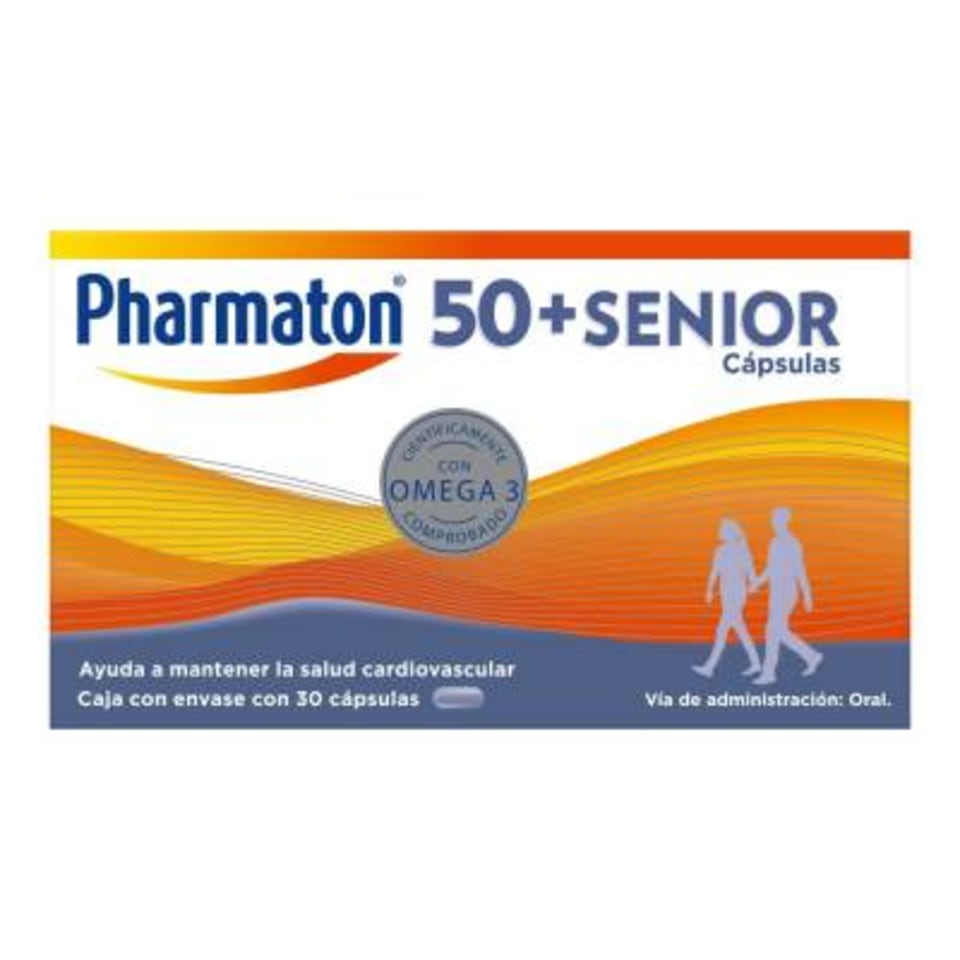 Pharmaton® 50+ SENIOR
Cápsulas
CIENTÍFICAMENTE
CON
OMEGA 3
COMPROBADO
Ayuda a mantener la salud cardiovascular
Caja con envase con 30 cápsulas
Vía de administración: Oral.